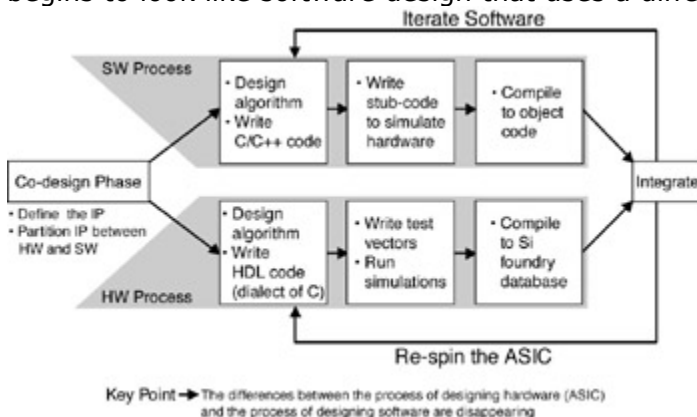 begins to look like software design that uses a
Iterate Software
SW Process
• Design
algorithm
• Write
C/C++ code
• Write
stub-code
to simulate
hardware
• Compile
to object
code
Co-design Phase
• Define the IP
• Partition IP between
HW and SW
Integrate
• Design
algorithm
• Write
HDL code
(dialect of C)
• Write test
vectors
• Run
simulations
• Compile
to Si
foundry
database
HW Process
Re-spin the ASIC
Key Point → The differences between the process of designing hardware (ASIC)
and the process of designing software are disappearing